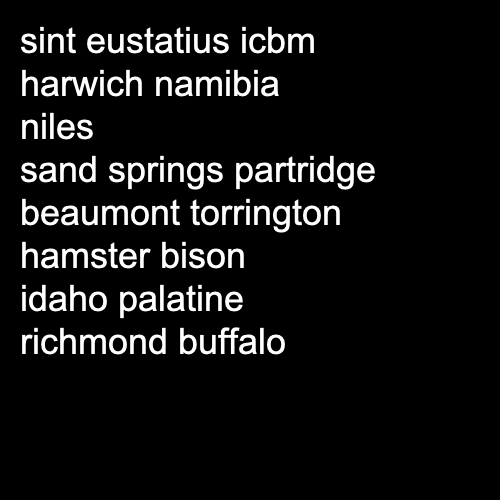 sint eustatius icbm
harwich namibia
niles
sand springs partridge
beaumont torrington
hamster bison
idaho palatine
richmond buffalo